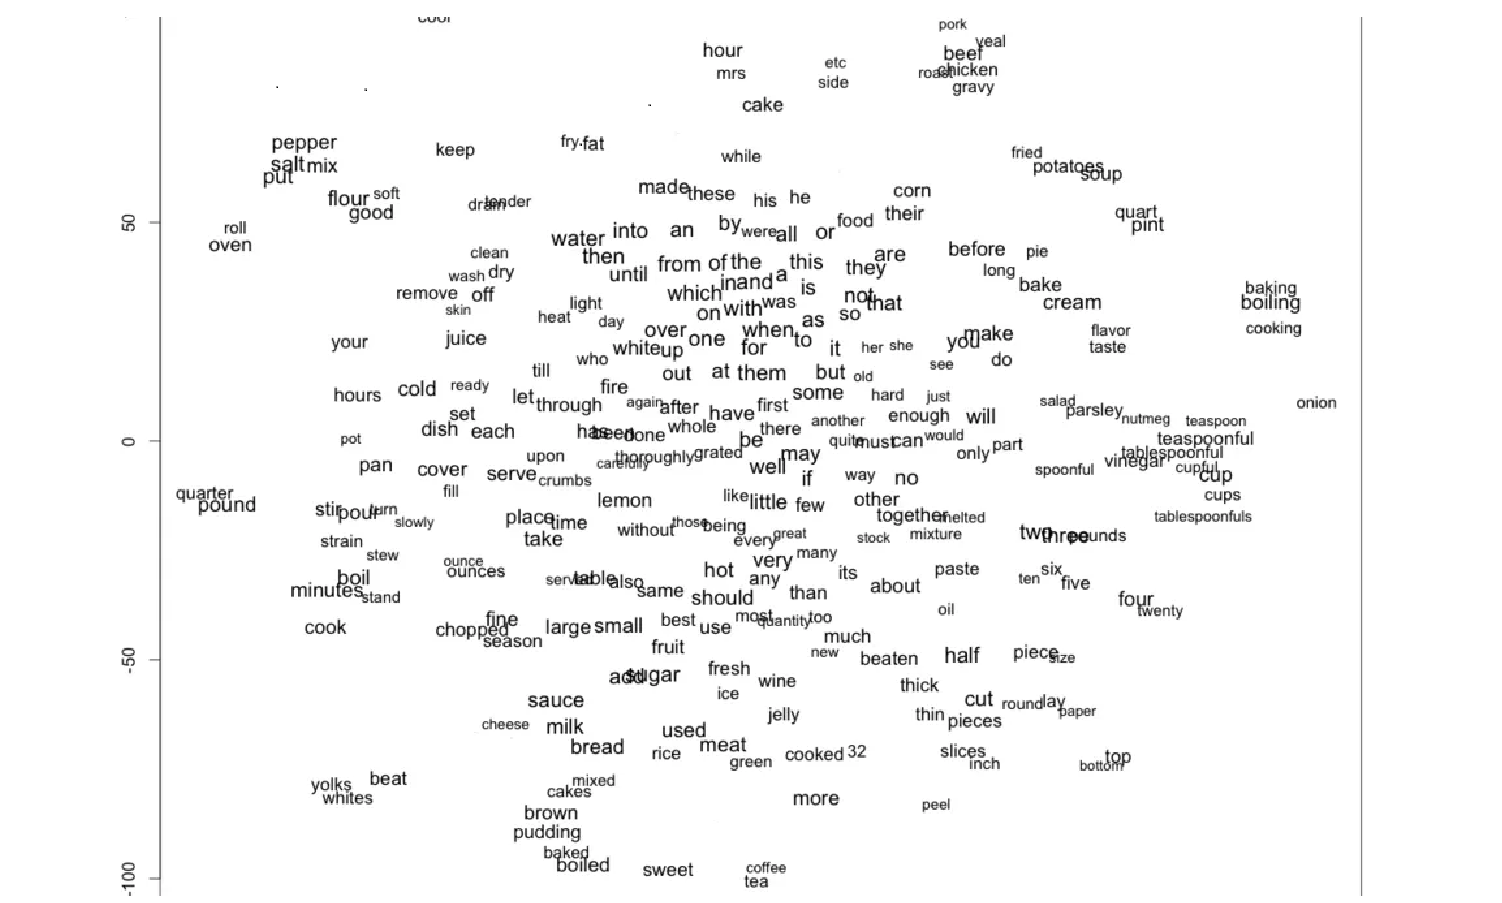 cool
pork
veal
hour
beef
etc
mrs
roast
chicken
side
gravy
cake
pepper
fry
fat
keep
fried
while
salt
mix
potatoes
soup
put
made
these
corn
flour
soft
his
he
drain
tender
good
their
quart
50
food
by
pint
roll
into
an
were
all
or
water
oven
before
pie
clean
then
are
from
of
the
this
they
long
wash
dry
until
a
in
and
is
bake
baking
remove
off
which
not
that
cream
boiling
light
was
skin
on
with
so
heat
day
as
over
when
make
flavor
cooking
your
juice
one
to
you
white
up
for
it
her
she
taste
who
do
till
out
at
them
but
old
see
hours
cold
ready
fire
some
let
hard
just
salad
onion
through
again
after
first
set
have
enough
will
parsley
nutmeg
another
teaspoon
dish
each
has
been
done
whole
there
0
pot
be
quite
must
can
would
part
teaspoonful
upon
thoroughly
grated
may
only
tablespoonful
pan
cover
carefully
well
vinegar
serve
crumbs
if
way
no
spoonful
cupful
cup
fill
quarter
pound
lemon
like
little
few
other
cups
stir
pour
turn
slowly
place
time
without
those
being
together
melted
tablespoonfuls
strain
take
every
great
stock
mixture
two
three
pounds
stew
ounce
ounces
very
many
boil
served
table
also
hot
any
its
paste
six
ten
five
minutes
stand
same
should
than
about
four
twenty
cook
fine
chopped
season
large
small
best
use
most
quantity
too
oil
much
fruit
new
beaten
half
piece
size
-50
add
sugar
fresh
wine
thick
sauce
ice
cut
round
lay
paper
cheese
milk
jelly
thin
pieces
used
bread
rice
meat
cooked
32
slices
green
inch
top
bottom
yolks
beat
mixed
whites
cakes
more
peel
brown
pudding
baked
boiled
sweet
coffee
tea
-100